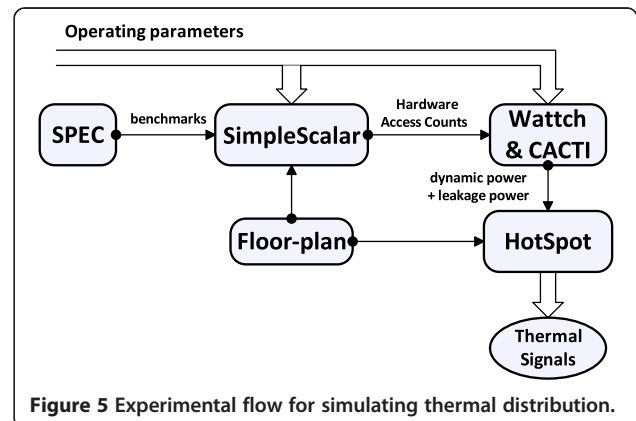 Operating parameters
SPEC
benchmarks
SimpleScalar
Hardware
Access Counts
Wattch
& CACTI
dynamic power
+ leakage power
Floor-plan
HotSpot
Thermal
Signals
Figure 5 Experimental flow for simulating thermal distribution.